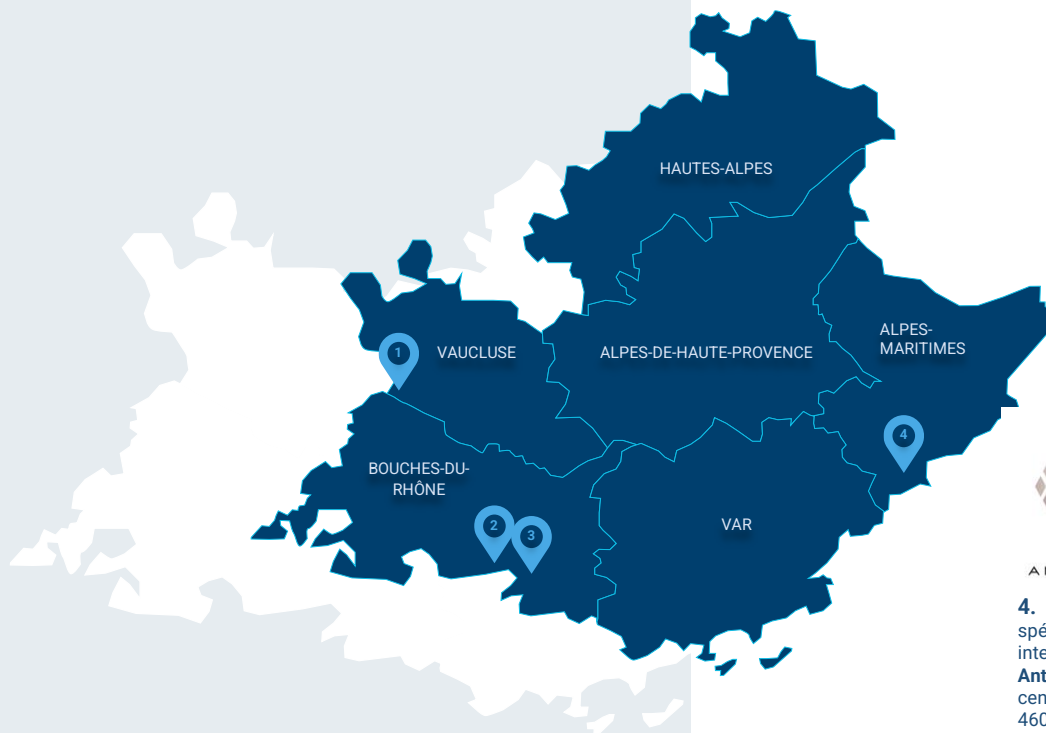 HAUTES-ALPES
ALPES-
MARITIMES
1
VAUCLUSE
ALPES-DE-HAUTE-PROVENCE
4
BOUCHES-DU-
RHÔNE
2
3
VAR
4.